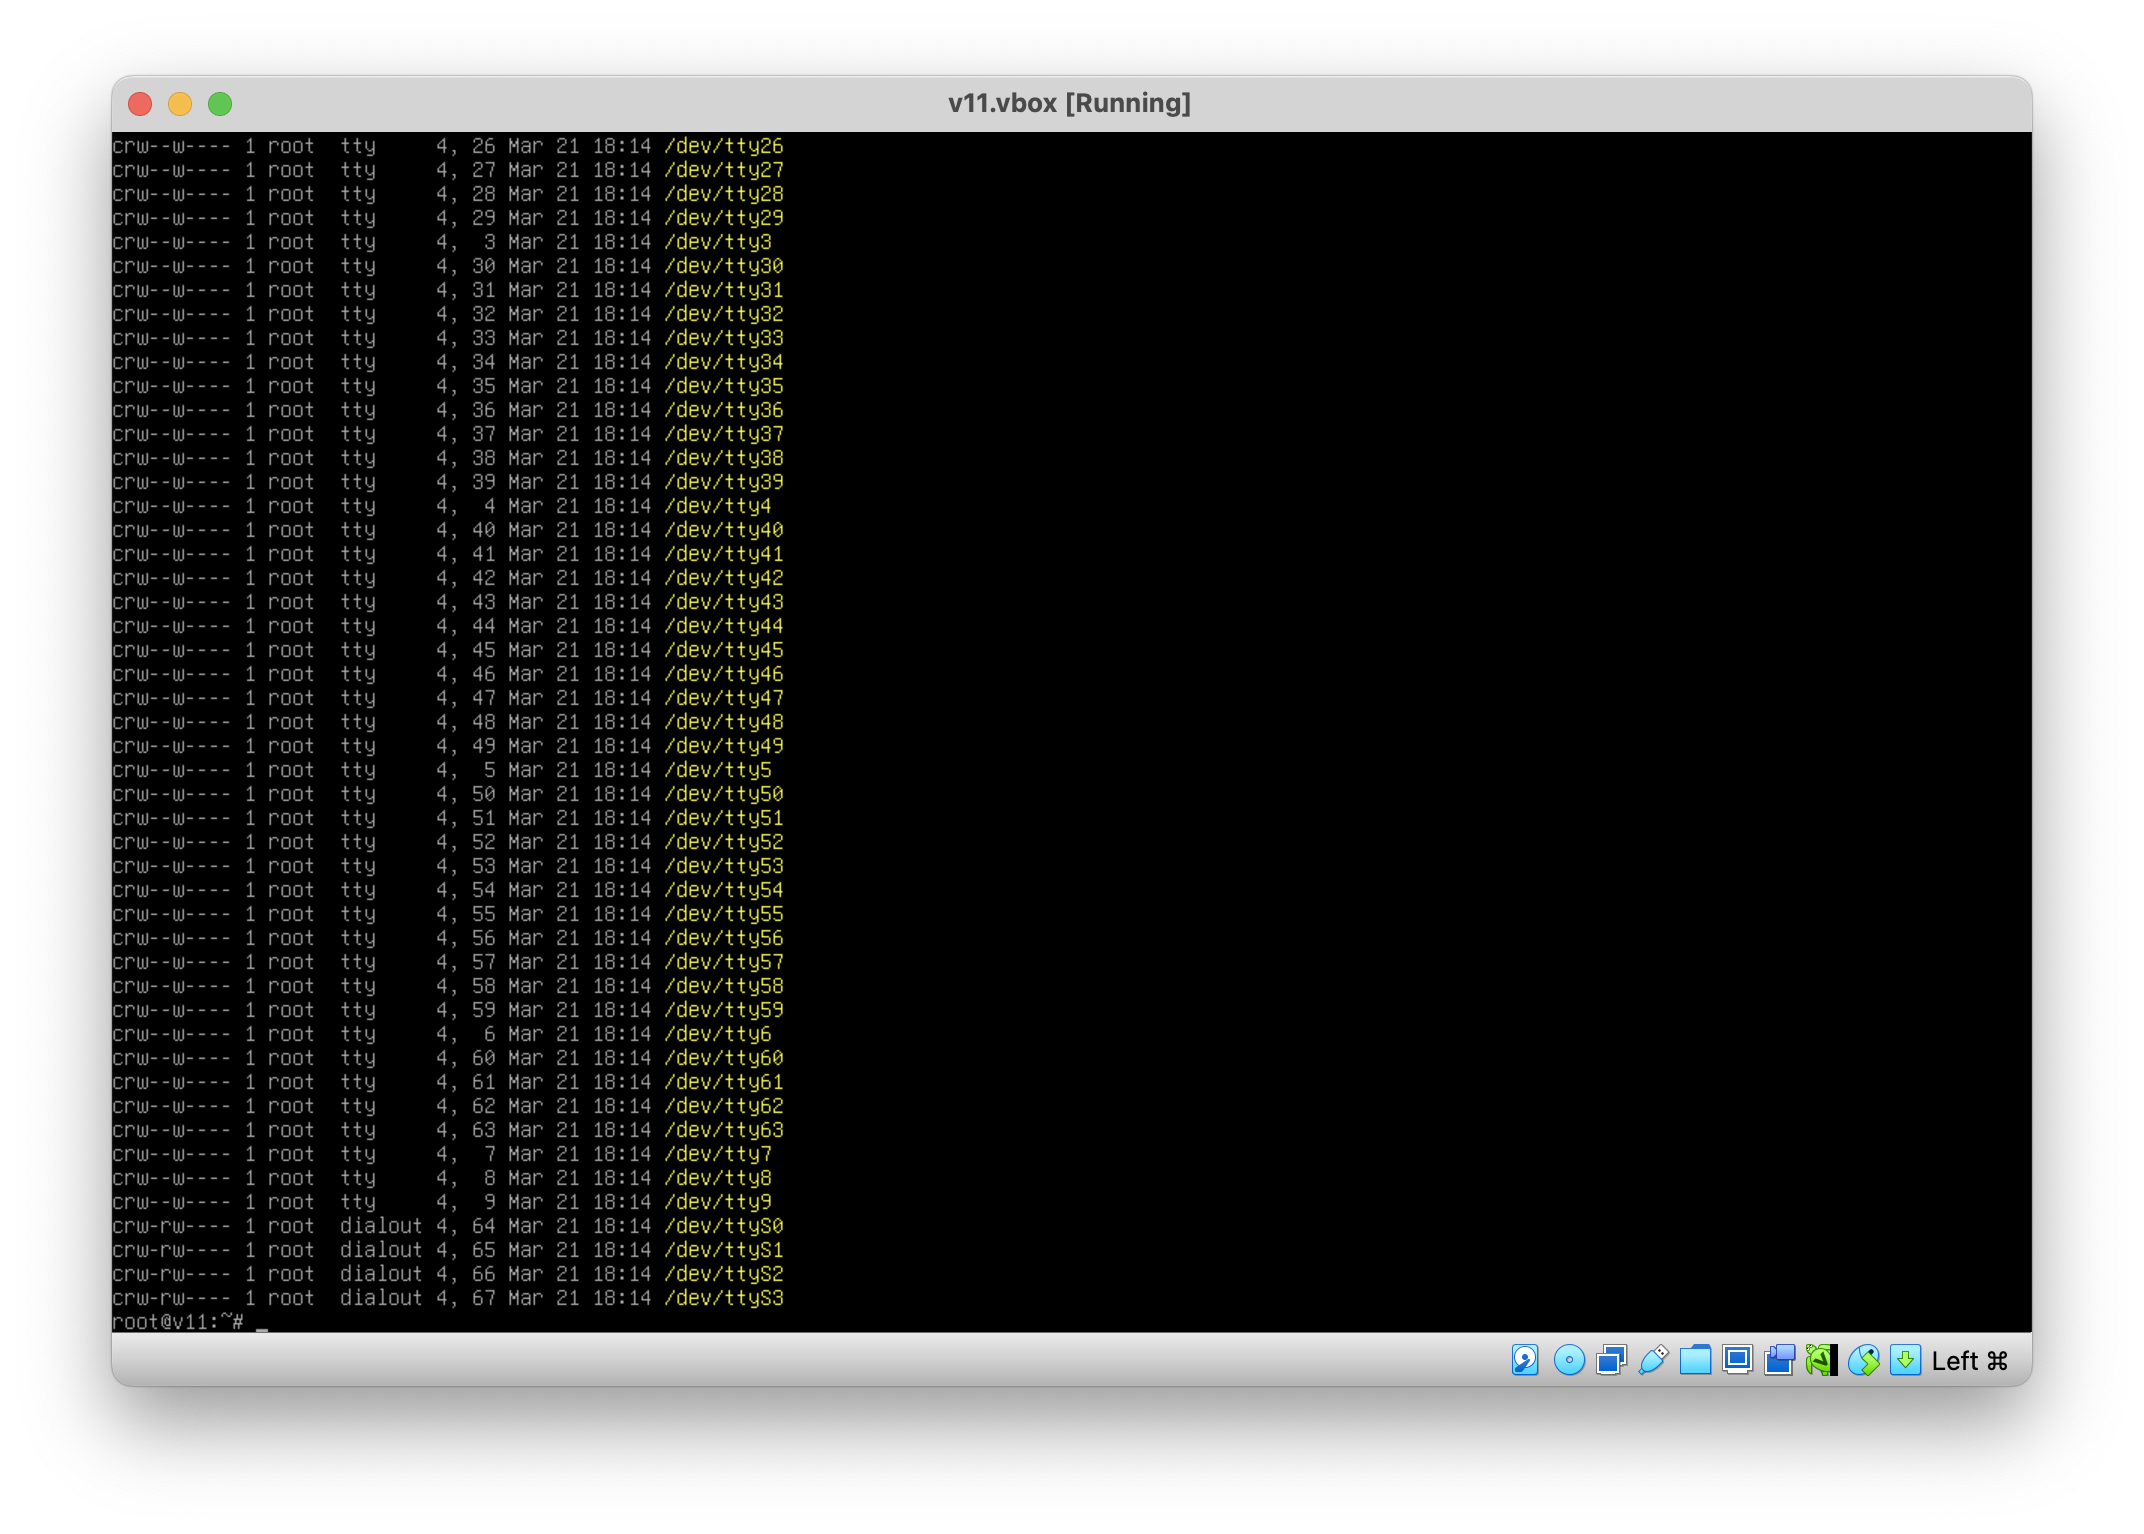 v11.vbox [Running]
crw--w---- 1 root  tty     4, 26 Mar 21 18:14 /dev/tty26
crw--w---- 1 root  tty     4, 27 Mar 21 18:14 /dev/tty27
crw--w---- 1 root  tty     4, 28 Mar 21 18:14 /dev/tty28
crw--w---- 1 root  tty     4, 29 Mar 21 18:14 /dev/tty29
crw--w---- 1 root  tty     4,  3 Mar 21 18:14 /dev/tty3
crw--w---- 1 root  tty     4, 30 Mar 21 18:14 /dev/tty30
crw--w---- 1 root  tty     4, 31 Mar 21 18:14 /dev/tty31
crw--w---- 1 root  tty     4, 32 Mar 21 18:14 /dev/tty32
crw--w---- 1 root  tty     4, 33 Mar 21 18:14 /dev/tty33
crw--w---- 1 root  tty     4, 34 Mar 21 18:14 /dev/tty34
crw--w---- 1 root  tty     4, 35 Mar 21 18:14 /dev/tty35
crw--w---- 1 root  tty     4, 36 Mar 21 18:14 /dev/tty36
crw--w---- 1 root  tty     4, 37 Mar 21 18:14 /dev/tty37
crw--w---- 1 root  tty     4, 38 Mar 21 18:14 /dev/tty38
crw--w---- 1 root  tty     4, 39 Mar 21 18:14 /dev/tty39
crw--w---- 1 root  tty     4,  4 Mar 21 18:14 /dev/tty4
crw--w---- 1 root  tty     4, 40 Mar 21 18:14 /dev/tty40
crw--w---- 1 root  tty     4, 41 Mar 21 18:14 /dev/tty41
crw--w---- 1 root  tty     4, 42 Mar 21 18:14 /dev/tty42
crw--w---- 1 root  tty     4, 43 Mar 21 18:14 /dev/tty43
crw--w---- 1 root  tty     4, 44 Mar 21 18:14 /dev/tty44
crw--w---- 1 root  tty     4, 45 Mar 21 18:14 /dev/tty45
crw--w---- 1 root  tty     4, 46 Mar 21 18:14 /dev/tty46
crw--w---- 1 root  tty     4, 47 Mar 21 18:14 /dev/tty47
crw--w---- 1 root  tty     4, 48 Mar 21 18:14 /dev/tty48
crw--w---- 1 root  tty     4, 49 Mar 21 18:14 /dev/tty49
crw--w---- 1 root  tty     4,  5 Mar 21 18:14 /dev/tty5
crw--w---- 1 root  tty     4, 50 Mar 21 18:14 /dev/tty50
crw--w---- 1 root  tty     4, 51 Mar 21 18:14 /dev/tty51
crw--w---- 1 root  tty     4, 52 Mar 21 18:14 /dev/tty52
crw--w---- 1 root  tty     4, 53 Mar 21 18:14 /dev/tty53
crw--w---- 1 root  tty     4, 54 Mar 21 18:14 /dev/tty54
crw--w---- 1 root  tty     4, 55 Mar 21 18:14 /dev/tty55
crw--w---- 1 root  tty     4, 56 Mar 21 18:14 /dev/tty56
crw--w---- 1 root  tty     4, 57 Mar 21 18:14 /dev/tty57
crw--w---- 1 root  tty     4, 58 Mar 21 18:14 /dev/tty58
crw--w---- 1 root  tty     4, 59 Mar 21 18:14 /dev/tty59
crw--w---- 1 root  tty     4,  6 Mar 21 18:14 /dev/tty6
crw--w---- 1 root  tty     4, 60 Mar 21 18:14 /dev/tty60
crw--w---- 1 root  tty     4, 61 Mar 21 18:14 /dev/tty61
crw--w---- 1 root  tty     4, 62 Mar 21 18:14 /dev/tty62
crw--w---- 1 root  tty     4, 63 Mar 21 18:14 /dev/tty63
crw--w---- 1 root  tty     4,  7 Mar 21 18:14 /dev/tty7
crw--w---- 1 root  tty     4,  8 Mar 21 18:14 /dev/tty8
crw--w---- 1 root  tty     4,  9 Mar 21 18:14 /dev/tty9
crw-rw---- 1 root  dialout 4, 64 Mar 21 18:14 /dev/ttyS0
crw-rw---- 1 root  dialout 4, 65 Mar 21 18:14 /dev/ttyS1
crw-rw---- 1 root  dialout 4, 66 Mar 21 18:14 /dev/ttyS2
crw-rw---- 1 root  dialout 4, 67 Mar 21 18:14 /dev/ttyS3
root@v11:~# _
Left ⌘